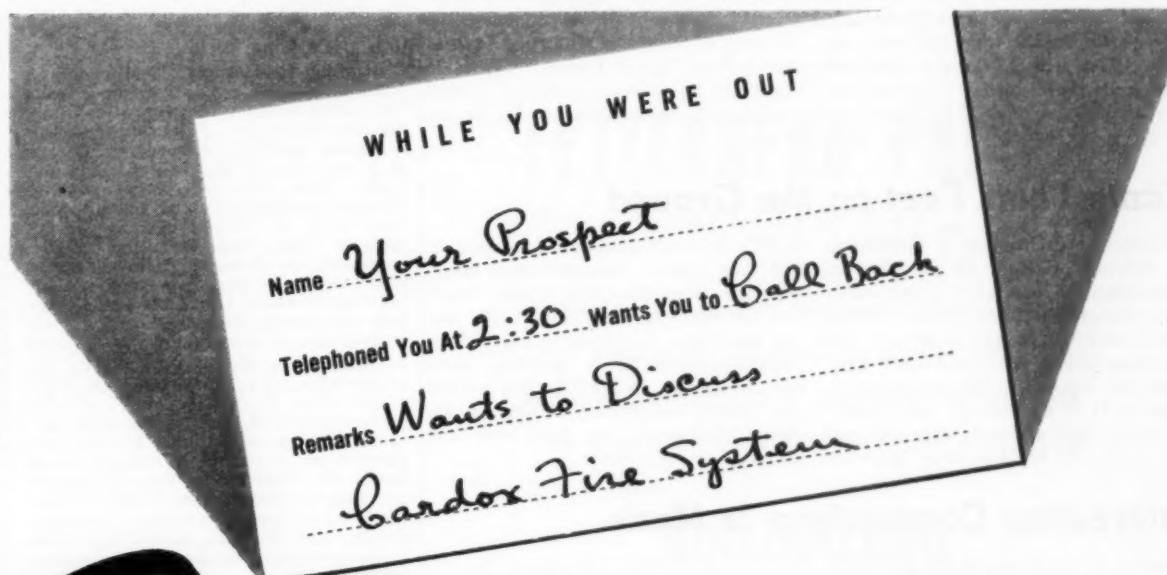 WHILE YOU WERE OUT
Name Your Prospect
Telephoned You At 2:30 Wants You to Call Back
Remarks Wants to Discuss
Cardox Fire System